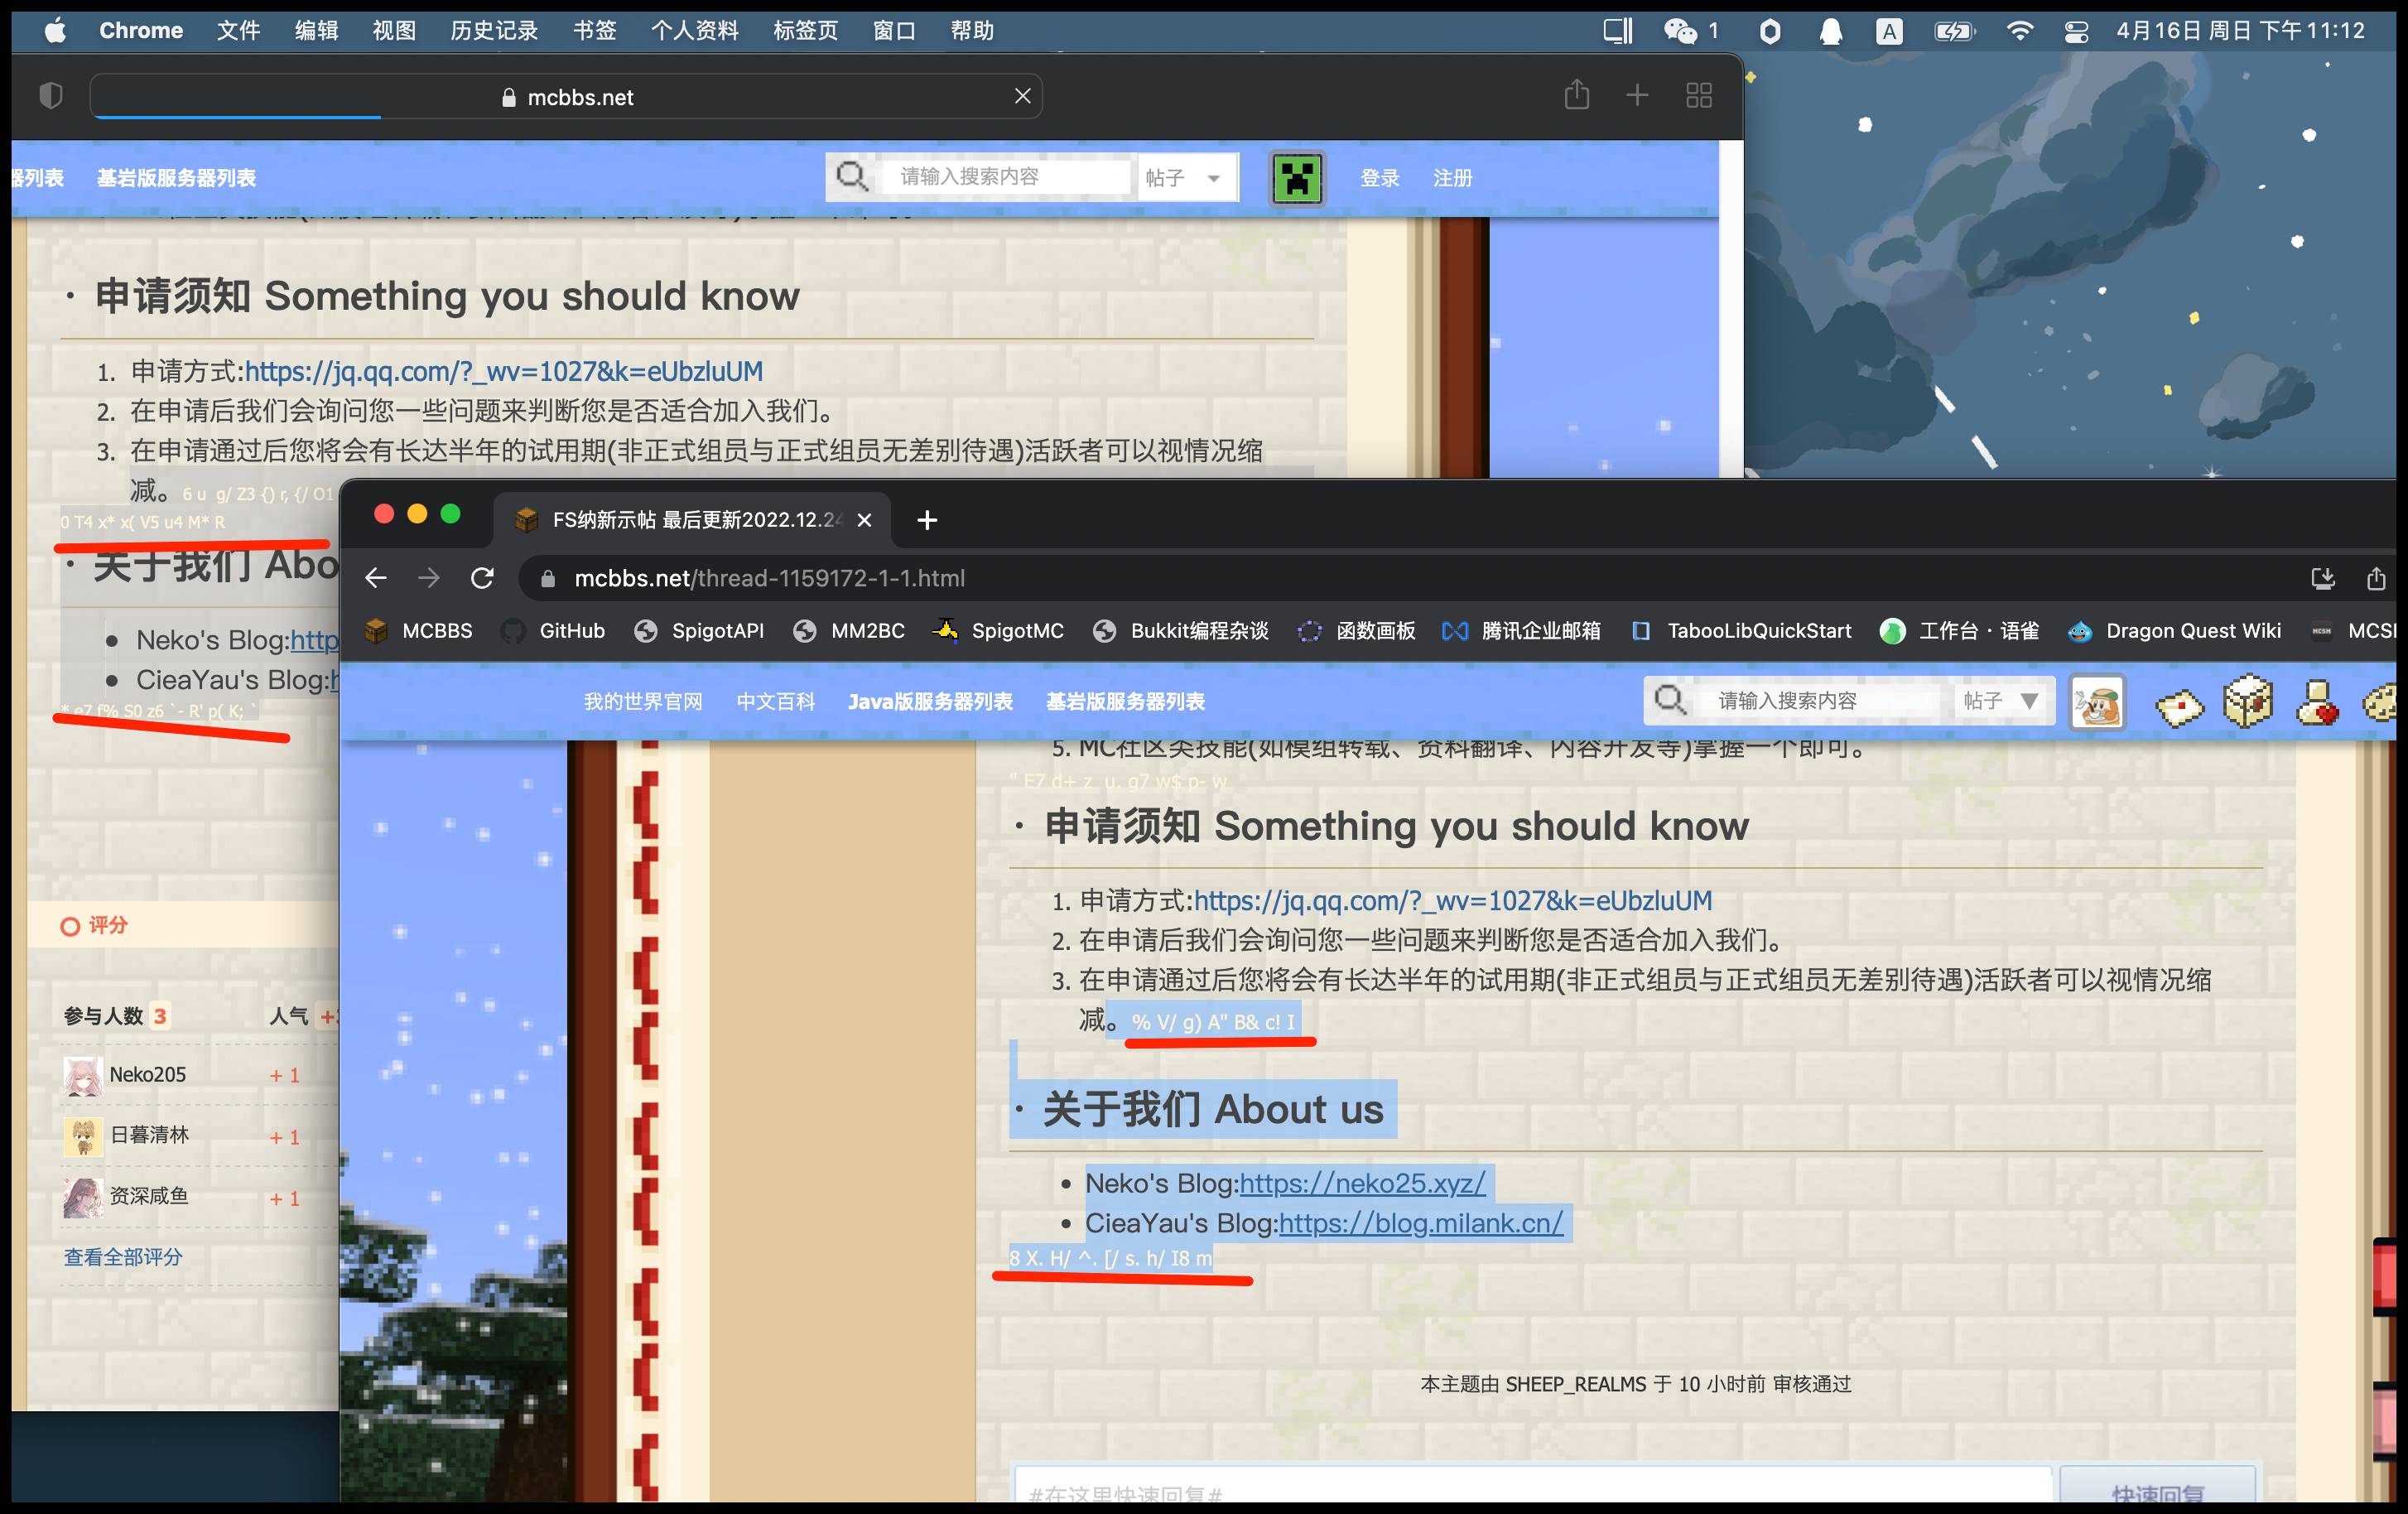 Chrome 文件 编辑 视图 历史记录 书签 个人资料 标签页 窗口 帮助 1 A 4月16日 周日 下午11:12
mcbbs.net
器列表 基岩版服务器列表 请输入搜索内容 帖子 登录 注册
· 申请须知 Something you should know
1. 申请方式:https://jq.qq.com/?_wv=1027&k=eUbzluUM
2. 在申请后我们会询问您一些问题来判断您是否适合加入我们。
3. 在申请通过后您将会有长达半年的试用期(非正式组员与正式组员无差别待遇)活跃者可以视情况缩
减。6 u g/ Z3 {) r, {/ O1
0 T4 x* x( V5 u4 M* R
· 关于我们 Abo
Neko's Blog:http
CieaYau's Blog:h
* e7 f% S0 z6 `- R' p( K; `
评分
参与人数 3 人气
Neko205 + 1
日暮清林 + 1
资深咸鱼 + 1
查看全部评分
FS纳新示帖 最后更新2022.12.24
mcbbs.net/thread-1159172-1-1.html
MCBBS GitHub SpigotAPI MM2BC SpigotMC Bukkit编程杂谈 函数画板 腾讯企业邮箱 TabooLibQuickStart 工作台 · 语雀 Dragon Quest Wiki MCSM
我的世界官网 中文百科 Java版服务器列表 基岩版服务器列表 请输入搜索内容 帖子
5. MC社区类技能(如模组转载、资料翻译、内容开发等)掌握一个即可。
" E7 d+ z u. g7 w$ p- w
· 申请须知 Something you should know
1. 申请方式:https://jq.qq.com/?_wv=1027&k=eUbzluUM
2. 在申请后我们会询问您一些问题来判断您是否适合加入我们。
3. 在申请通过后您将会有长达半年的试用期(非正式组员与正式组员无差别待遇)活跃者可以视情况缩
减。% V/ g) A" B& c! I
· 关于我们 About us
Neko's Blog:https://neko25.xyz/
CieaYau's Blog:https://blog.milank.cn/
8 X. H/ ^. [/ s. h/ I8 m
本主题由 SHEEP_REALMS 于 10 小时前 审核通过
#在这里快速回复# 快速回复